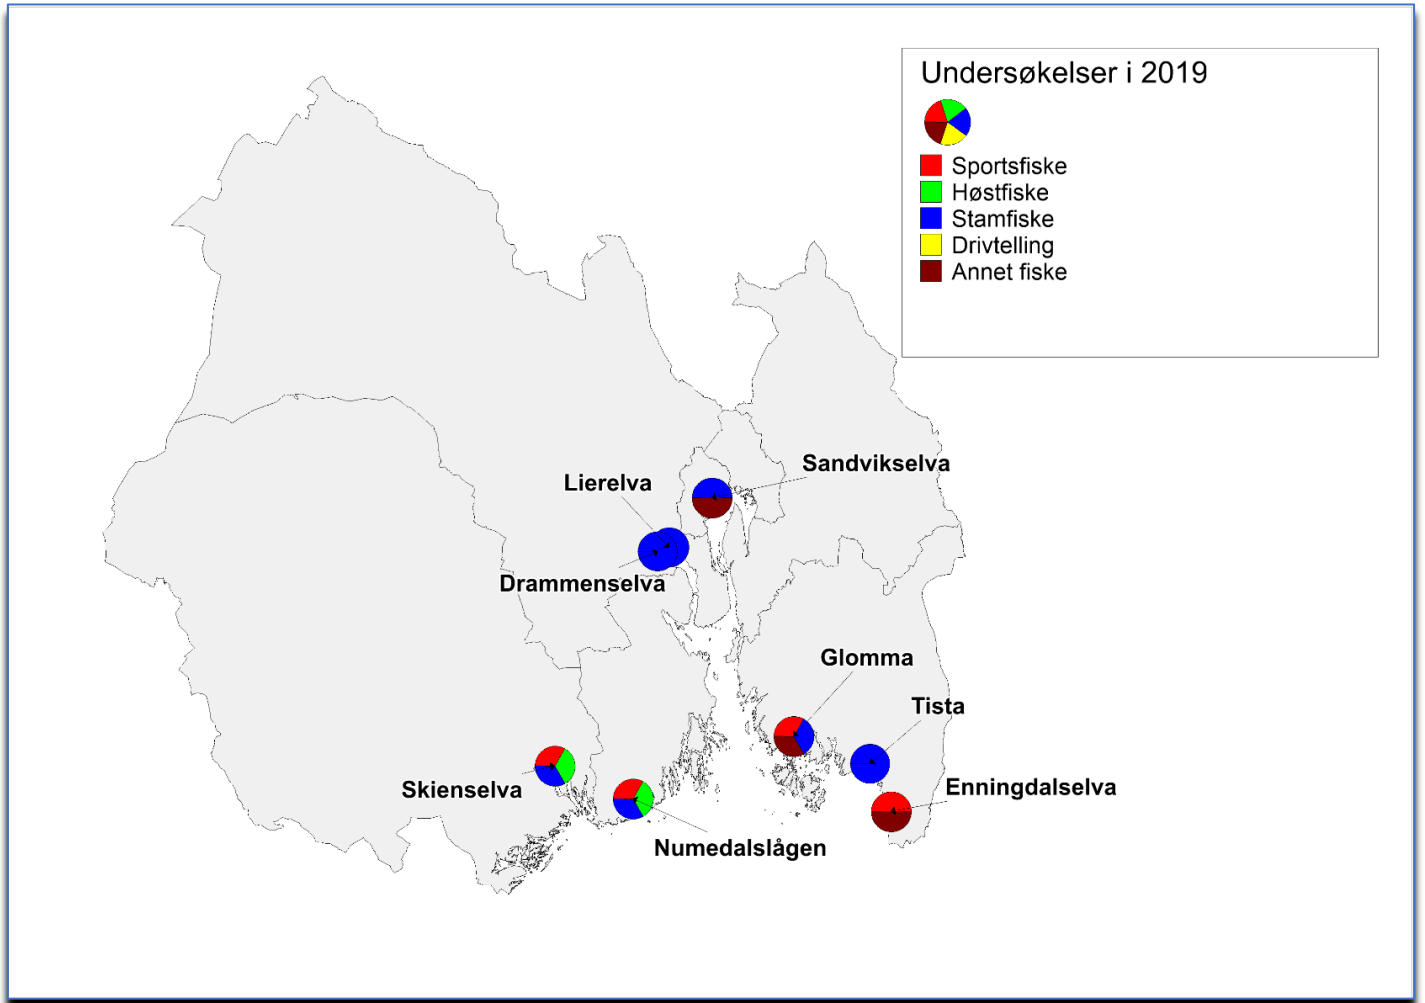 Undersøkelser i 2019
Sportsfiske
Høstfiske
Stamfiske
Drivtelling
Annet fiske
Sandvikselva
Lierelva
Drammenselva
Glomma
Tista
Enningdalselva
Skienselva
Numedalslågen